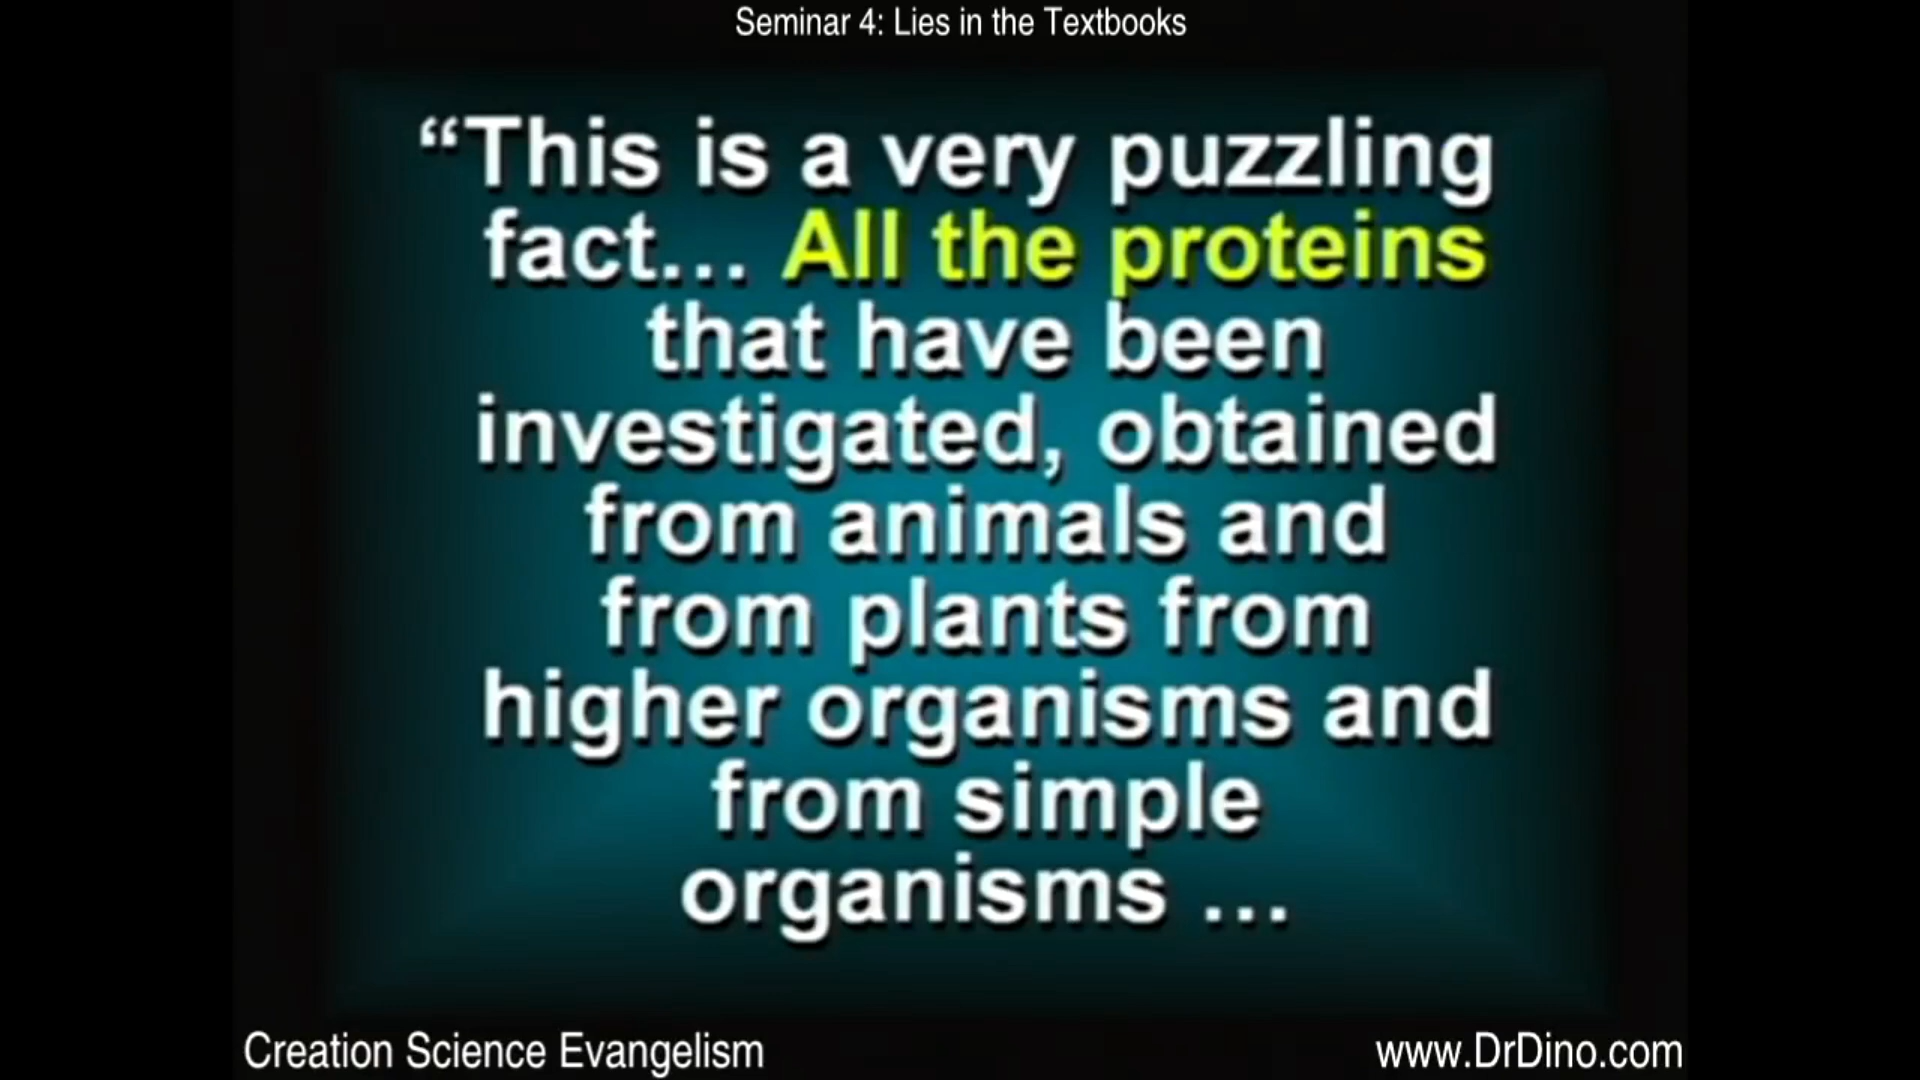 Seminar 4: Lies in the Textbooks
“This is a very puzzling
fact... All the proteins
that have been
investigated, obtained
from animals and
from plants from
higher organisms and
from simple
organisms ...
Creation Science Evangelism
www.DrDino.com